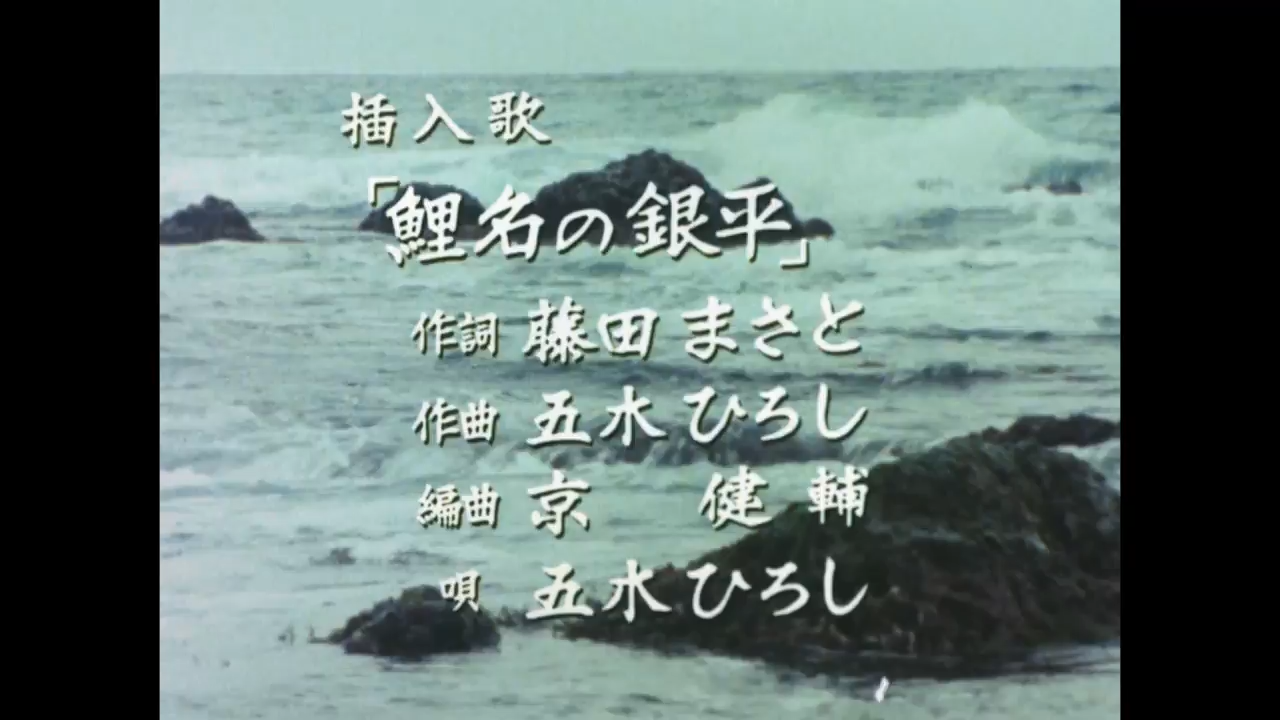 挿入歌
「鯉名の銀平」
作詞 藤田まさと
作曲 五木ひろし
編曲 京 健輔
唄 五木ひろし